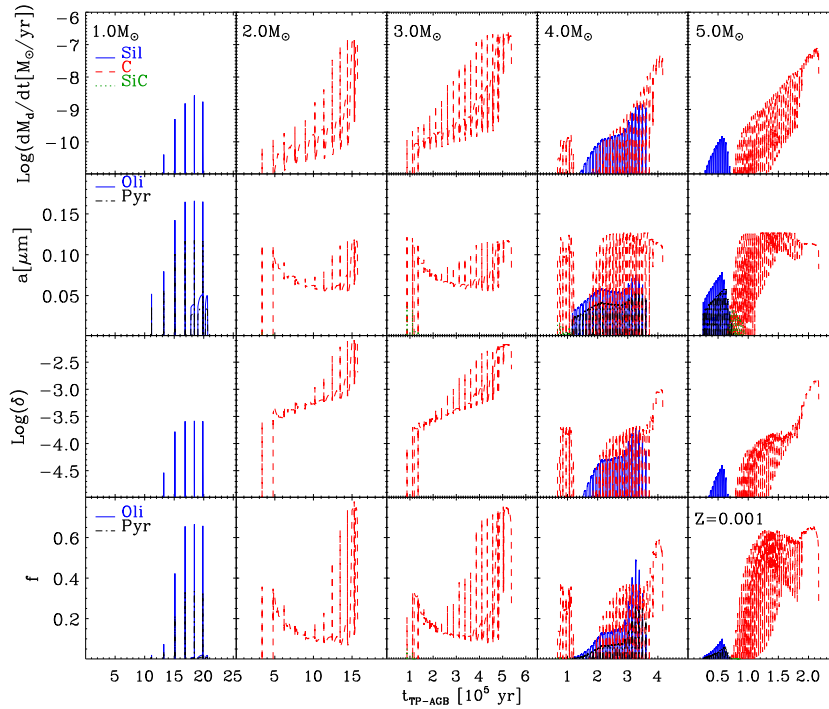 1.0M⊙ 2.0M⊙ 3.0M⊙ 4.0M⊙ 5.0M⊙
Sil
C
SiC
Log(dM_d/dt[M⊙/yr]
−6
−7
−8
−9
−10
Oli
Pyr
a[μm]
0.15
0.10
0.05
Log(δ)
−2.5
−3.0
−3.5
−4.0
−4.5
Oli
Pyr
Z=0.001
f
0.6
0.4
0.2
5 10 15 20 25 5 10 15 1 2 3 4 5 6 1 2 3 4 0.5 1.0 1.5 2.0
t_TP−AGB [10^5 yr]